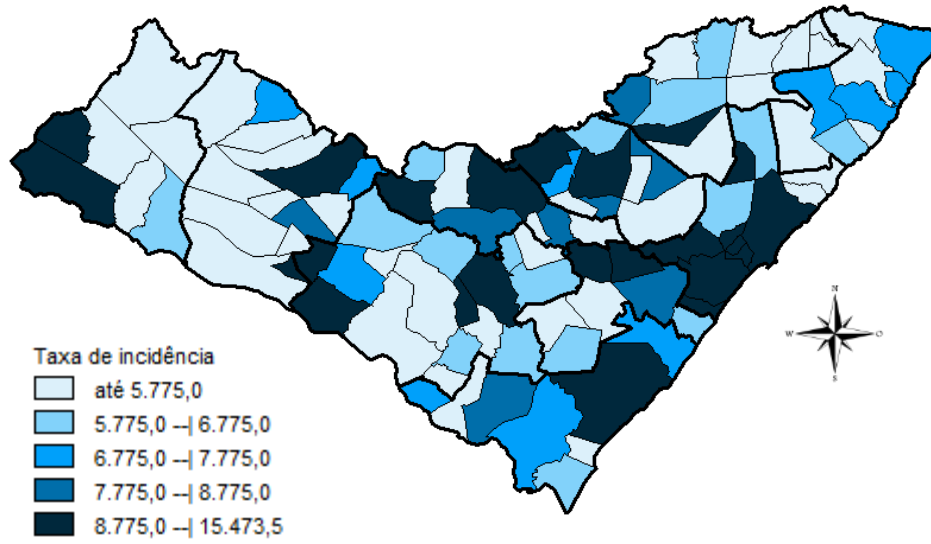 N
W
O
S
Taxa de incidência
até 5.775,0
5.775,0 --| 6.775,0
6.775,0 --| 7.775,0
7.775,0 --| 8.775,0
8.775,0 --| 15.473,5